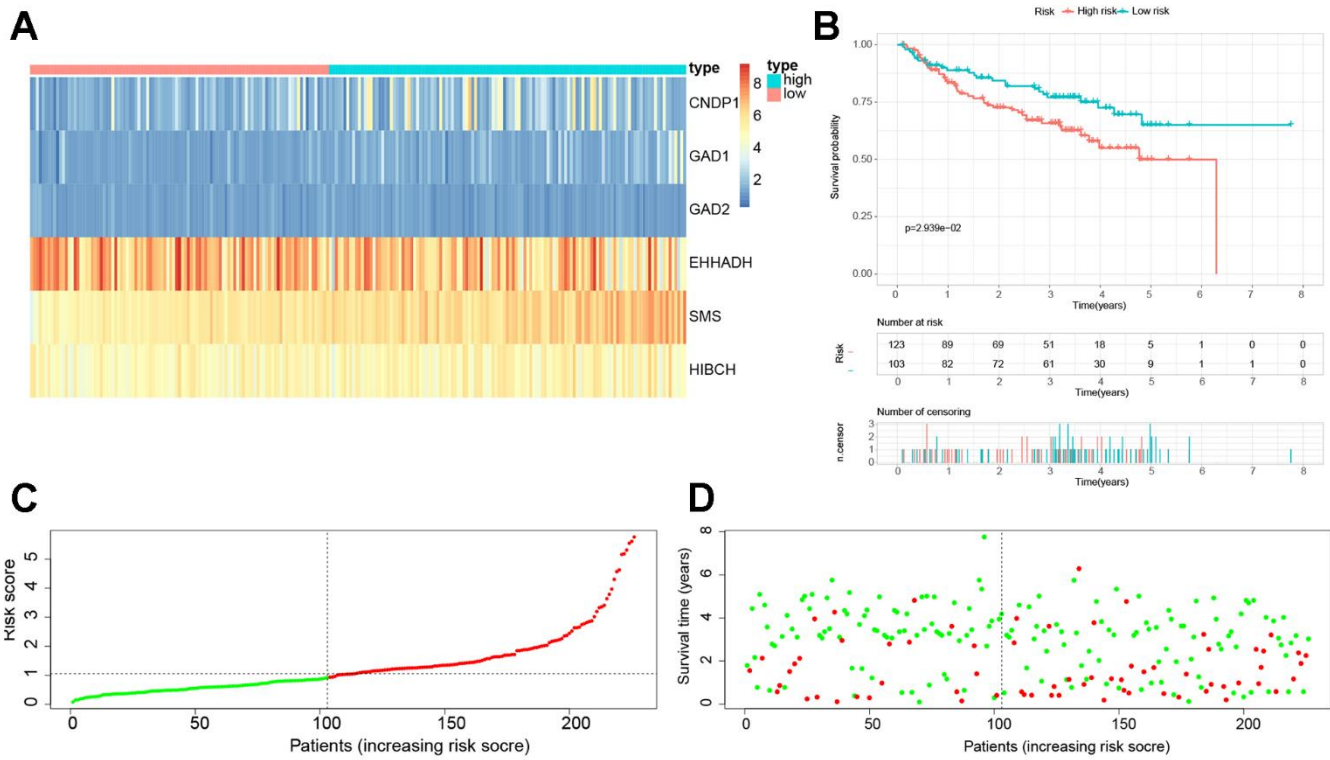 A
type
CNDP1
GAD1
GAD2
EHHADH
SMS
HIBCH
8
6
4
2
type
high
low
B
Risk High risk Low risk
Survival probability
1.00
0.75
0.50
0.25
0.00
p=2.939e−02
0 1 2 3 4 5 6 7 8
Time(years)
Number at risk
Risk
123 89 69 51 18 5 1 0 0
103 82 72 61 30 9 1 1 0
0 1 2 3 4 5 6 7 8
Time(years)
Number of censoring
n.censor
3
2
1
0
0 1 2 3 4 5 6 7 8
Time(years)
C
Risk score
5
4
3
2
1
0
0 50 100 150 200
Patients (increasing risk socre)
D
Survival time (years)
8
6
4
2
0
0 50 100 150 200
Patients (increasing risk socre)